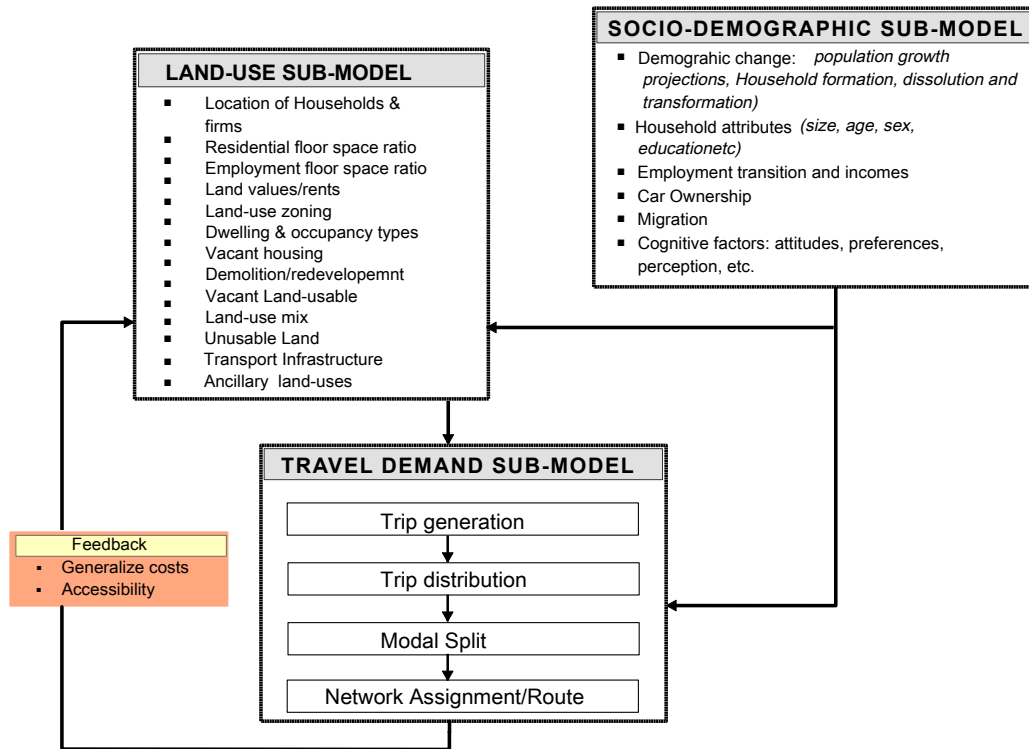 SOCIO-DEMOGRAPHIC SUB-MODEL
▪ Demograhic change: population growth
projections, Household formation, dissolution and
transformation)
▪ Household attributes (size, age, sex,
educationetc)
▪ Employment transition and incomes
▪ Car Ownership
▪ Migration
▪ Cognitive factors: attitudes, preferences,
perception, etc.
LAND-USE SUB-MODEL
▪ Location of Households &
firms
▪ Residential floor space ratio
▪ Employment floor space ratio
▪ Land values/rents
▪ Land-use zoning
▪ Dwelling & occupancy types
▪ Vacant housing
▪ Demolition/redevelopemnt
▪ Vacant Land-usable
▪ Land-use mix
▪ Unusable Land
▪ Transport Infrastructure
▪ Ancillary land-uses
TRAVEL DEMAND SUB-MODEL
Trip generation
Trip distribution
Modal Split
Network Assignment/Route
Feedback
▪ Generalize costs
▪ Accessibility